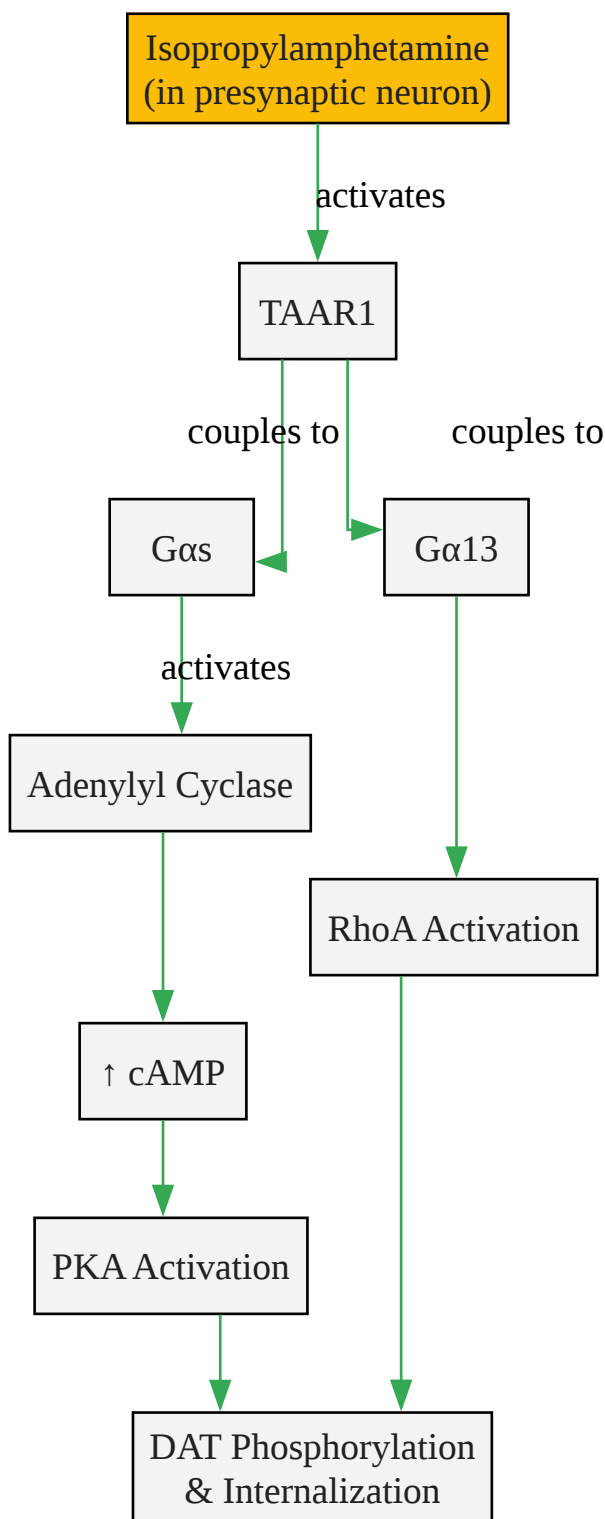 Isopropylamphetamine
(in presynaptic neuron)
activates
TAAR1
couples to
couples to
Gαs
Gα13
activates
Adenylyl Cyclase
RhoA Activation
↑ cAMP
PKA Activation
DAT Phosphorylation
& Internalization